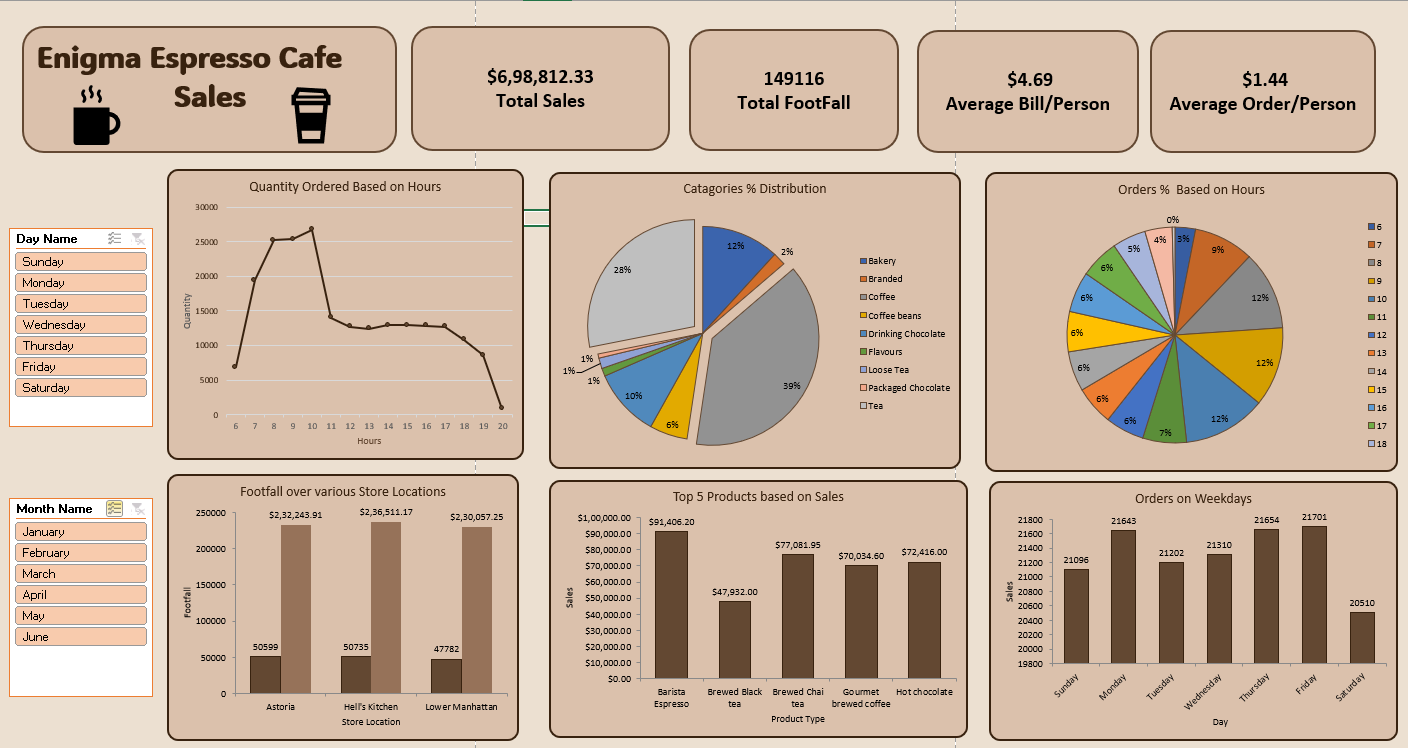 Enigma Espresso Cafe
Sales
$6,98,812.33
Total Sales
149116
Total FootFall
$4.69
Average Bill/Person
$1.44
Average Order/Person
Day Name
Sunday
Monday
Tuesday
Wednesday
Thursday
Friday
Saturday
Quantity Ordered Based on Hours
30000
25000
20000
15000
10000
5000
0
Quantity
6 7 8 9 10 11 12 13 14 15 16 17 18 19 20
Hours
Catagories % Distribution
12%
2%
39%
6%
10%
1%
1%
1%
28%
Bakery
Branded
Coffee
Coffee beans
Drinking Chocolate
Flavours
Loose Tea
Packaged Chocolate
Tea
Orders % Based on Hours
0%
3%
9%
12%
12%
12%
7%
6%
6%
6%
6%
6%
6%
5%
4%
6
7
8
9
10
11
12
13
14
15
16
17
18
Month Name
January
February
March
April
May
June
Footfall over various Store Locations
250000
200000
150000
100000
50000
0
Footfall
$2,32,243.91
$2,36,511.17
$2,30,057.25
50599
50735
47782
Astoria Hell's Kitchen Lower Manhattan
Store Location
Top 5 Products based on Sales
$1,00,000.00
$90,000.00
$80,000.00
$70,000.00
$60,000.00
$50,000.00
$40,000.00
$30,000.00
$20,000.00
$10,000.00
$0.00
Sales
$91,406.20
$47,932.00
$77,081.95
$70,034.60
$72,416.00
Barista
Espresso
Brewed Black
tea
Brewed Chai
tea
Gourmet
brewed coffee
Hot chocolate
Product Type
Orders on Weekdays
21800
21600
21400
21200
21000
20800
20600
20400
20200
20000
19800
Sales
21096
21643
21202
21310
21654
21701
20510
Sunday
Monday
Tuesday
Wednesday
Thursday
Friday
Saturday
Day